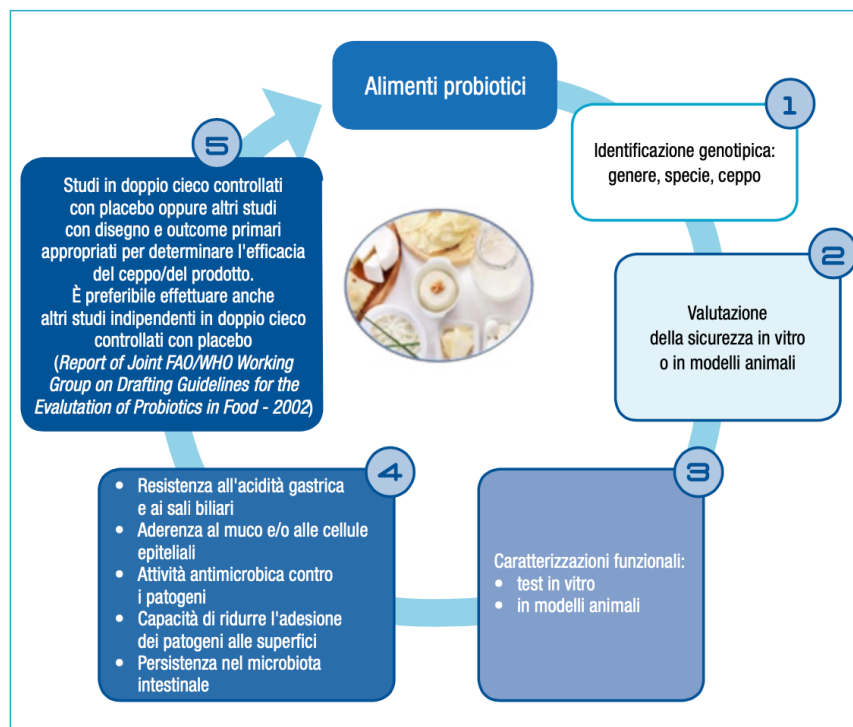 Alimenti probiotici
1
Identificazione genotipica:
genere, specie, ceppo
2
Valutazione
della sicurezza in vitro
o in modelli animali
3
Caratterizzazioni funzionali:
• test in vitro
• in modelli animali
4
• Resistenza all'acidità gastrica
e ai sali biliari
• Aderenza al muco e/o alle cellule
epiteliali
• Attività antimicrobica contro
i patogeni
• Capacità di ridurre l'adesione
dei patogeni alle superfici
• Persistenza nel microbiota
intestinale
5
Studi in doppio cieco controllati
con placebo oppure altri studi
con disegno e outcome primari
appropriati per determinare l'efficacia
del ceppo/del prodotto.
È preferibile effettuare anche
altri studi indipendenti in doppio cieco
controllati con placebo
(Report of Joint FAO/WHO Working
Group on Drafting Guidelines for the
Evalutation of Probiotics in Food - 2002)